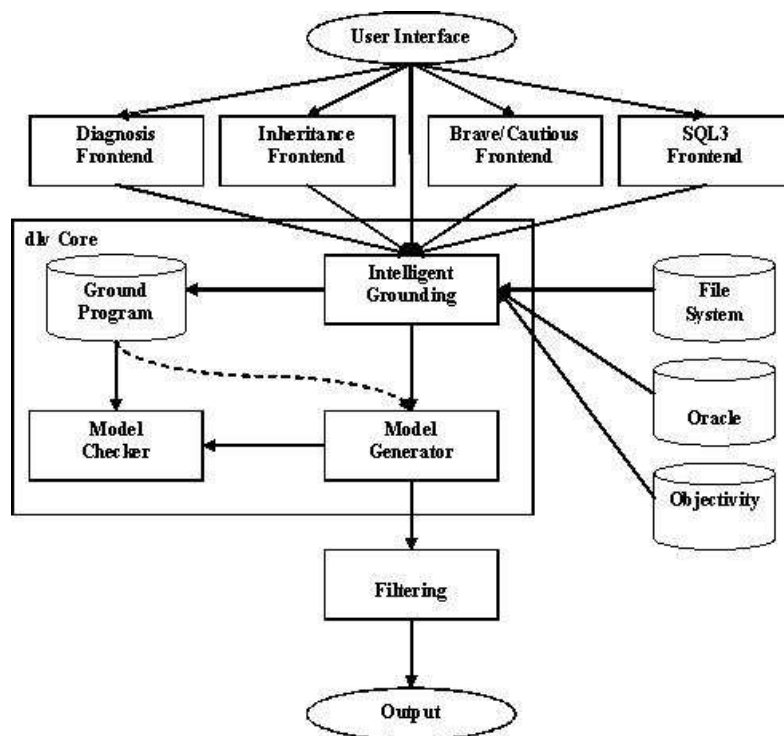 User Interface
Diagnosis
Frontend
Inheritance
Frontend
Brave/Cautious
Frontend
SQL3
Frontend
dlv Core
Ground
Program
Intelligent
Grounding
File
System
Oracle
Model
Checker
Model
Generator
Objectivity
Filtering
Output